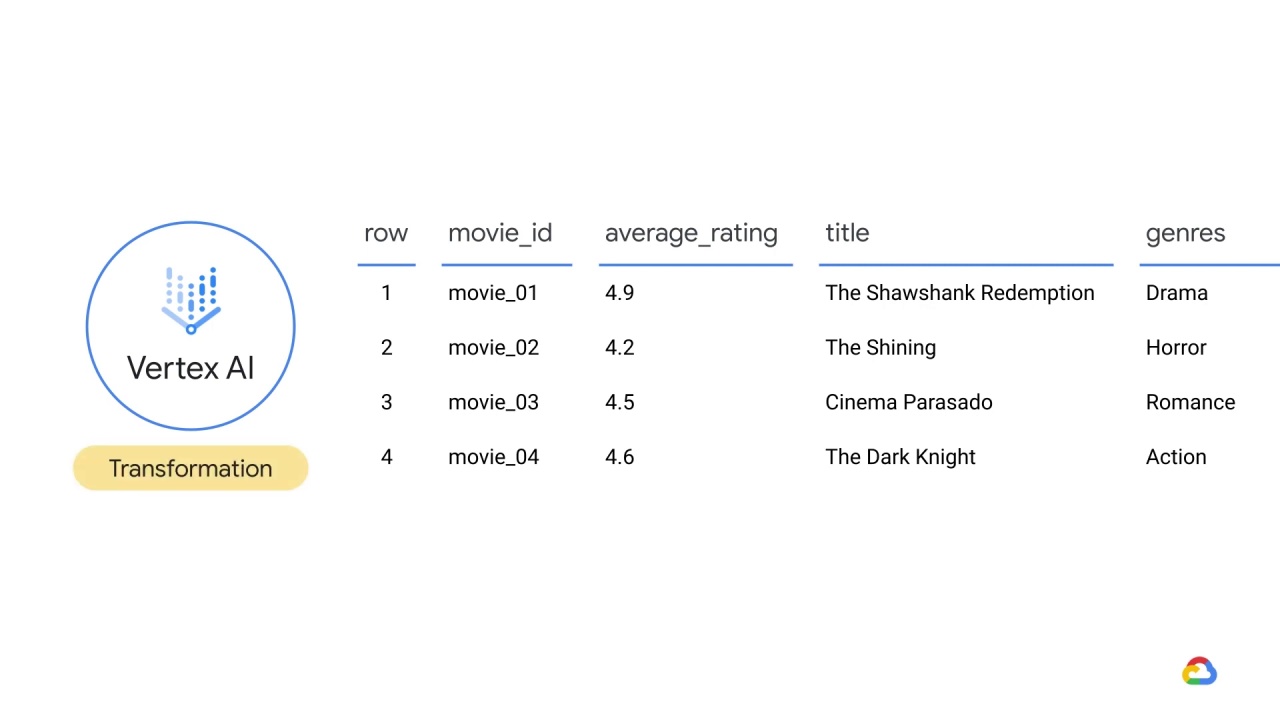 row movie_id average_rating title genres
1 movie_01 4.9 The Shawshank Redemption Drama
2 movie_02 4.2 The Shining Horror
Vertex AI
3 movie_03 4.5 Cinema Parasado Romance
4 movie_04 4.6 The Dark Knight Action
Transformation